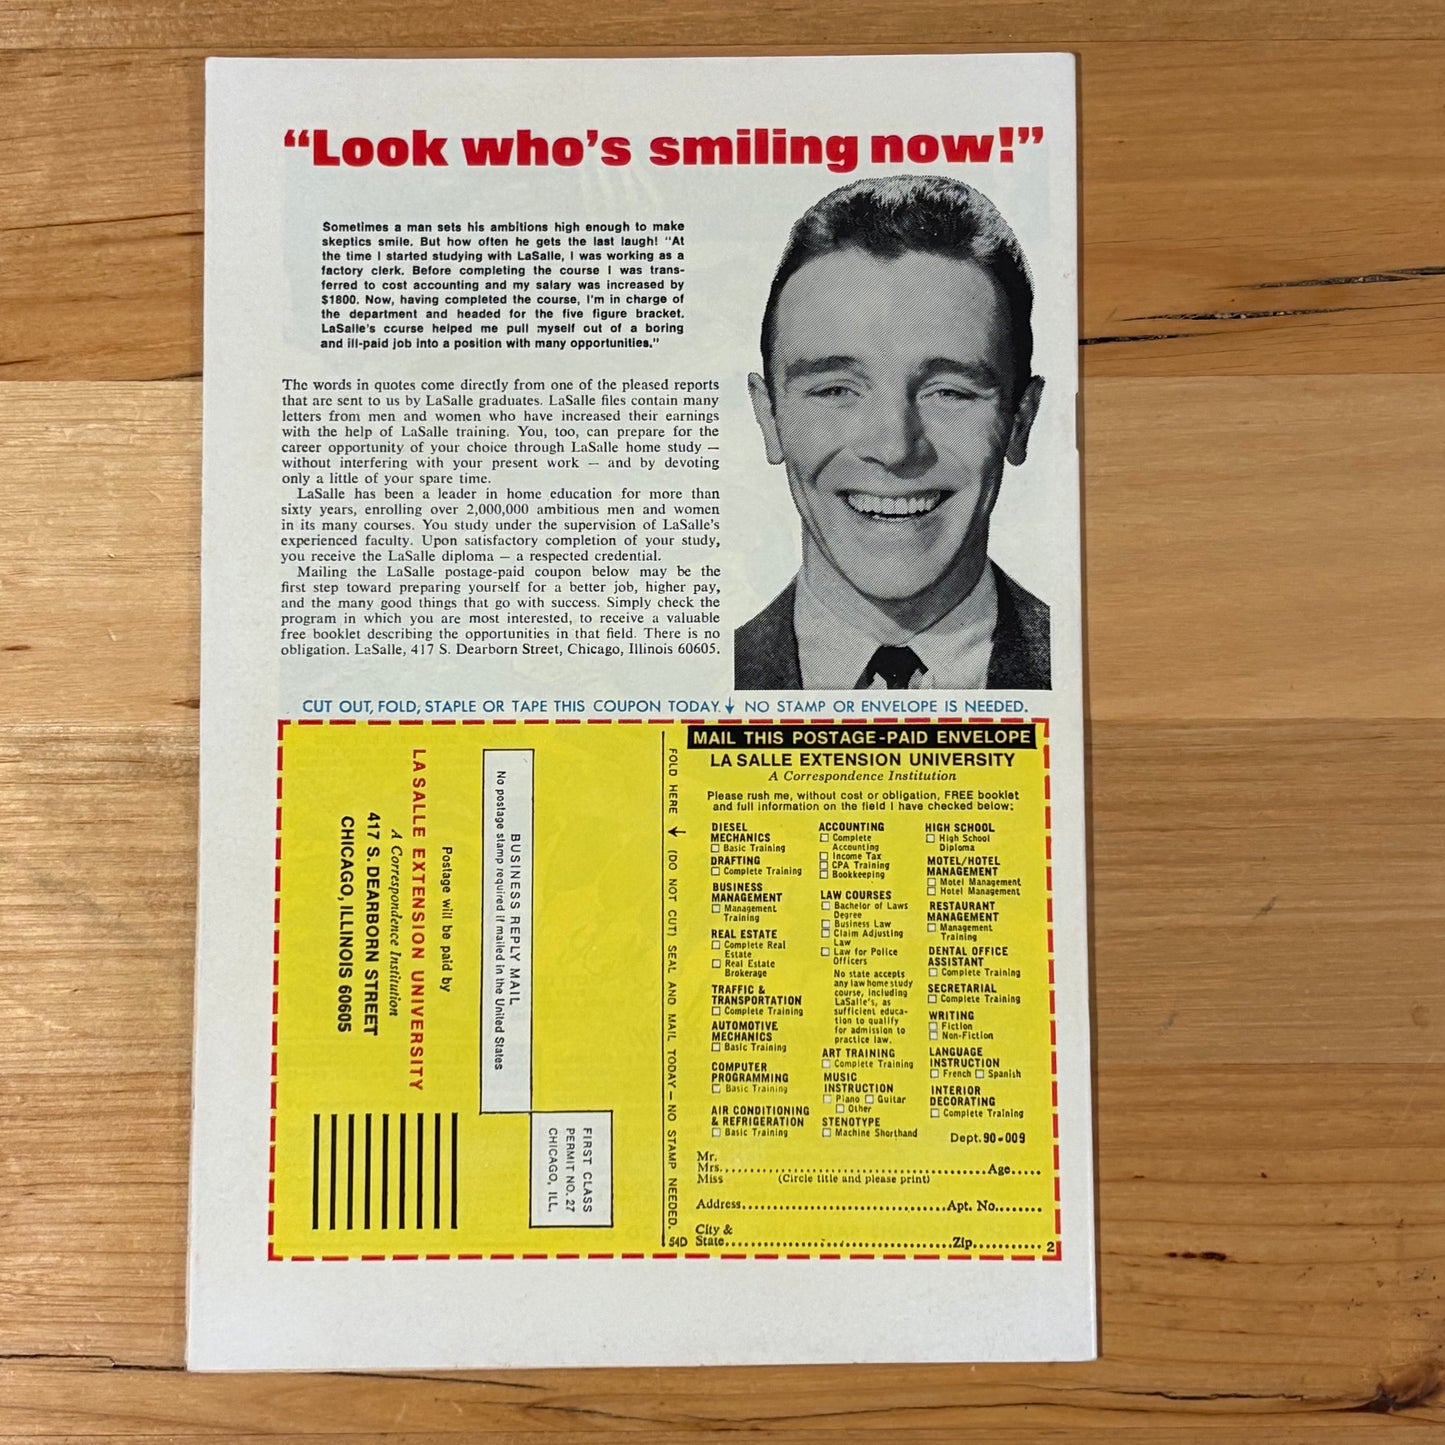 “Look who’s smiling now!”
Sometimes a man sets his ambitions high enough to make
skeptics smile. But how often he gets the last laugh! "At
the time I started studying with LaSalle, I was working as a
factory clerk. Before completing the course I was trans-
ferred to cost accounting and my salary was increased by
$1800. Now, having completed the course, I'm in charge of
the department and headed for the five figure bracket.
LaSalle's course helped me pull myself out of a boring
and ill-paid job into a position with many opportunities."
The words in quotes come directly from one of the pleased reports
that are sent to us by LaSalle graduates. LaSalle files contain many
letters from men and women who have increased their earnings
with the help of LaSalle training. You, too, can prepare for the
career opportunity of your choice through LaSalle home study —
without interfering with your present work — and by devoting
only a little of your spare time.
LaSalle has been a leader in home education for more than
sixty years, enrolling over 2,000,000 ambitious men and women
in its many courses. You study under the supervision of LaSalle's
experienced faculty. Upon satisfactory completion of your study,
you receive the LaSalle diploma — a respected credential.
Mailing the LaSalle postage-paid coupon below may be the
first step toward preparing yourself for a better job, higher pay,
and the many good things that go with success. Simply check the
program in which you are most interested, to receive a valuable
free booklet describing the opportunities in that field. There is no
obligation. LaSalle, 417 S. Dearborn Street, Chicago, Illinois 60605.
CUT OUT, FOLD, STAPLE OR TAPE THIS COUPON TODAY. ↓ NO STAMP OR ENVELOPE IS NEEDED.
BUSINESS REPLY MAIL
No postage stamp required if mailed in the United States
FIRST CLASS
PERMIT NO. 27
CHICAGO, ILL.
Postage will be paid by
LA SALLE EXTENSION UNIVERSITY
A Correspondence Institution
417 S. DEARBORN STREET
CHICAGO, ILLINOIS 60605
FOLD HERE → (DO NOT CUT) SEAL AND MAIL TODAY — NO STAMP NEEDED.
54D
MAIL THIS POSTAGE-PAID ENVELOPE
LA SALLE EXTENSION UNIVERSITY
A Correspondence Institution
Please rush me, without cost or obligation, FREE booklet
and full information on the field I have checked below:
DIESEL
MECHANICS
☐ Basic Training
DRAFTING
☐ Complete Training
BUSINESS
MANAGEMENT
☐ Management
Training
REAL ESTATE
☐ Complete Real
Estate
☐ Real Estate
Brokerage
TRAFFIC &
TRANSPORTATION
☐ Complete Training
AUTOMOTIVE
MECHANICS
☐ Basic Training
COMPUTER
PROGRAMMING
☐ Basic Training
AIR CONDITIONING
& REFRIGERATION
☐ Basic Training
ACCOUNTING
☐ Complete
Accounting
☐ Income Tax
☐ CPA Training
☐ Bookkeeping
LAW COURSES
☐ Bachelor of Laws
Degree
☐ Business Law
☐ Claim Adjusting
Law
☐ Law for Police
Officers
No state accepts
any law home study
course, including
LaSalle's, as
sufficient educa-
tion to qualify
for admission to
practice law.
ART TRAINING
☐ Complete Training
MUSIC
INSTRUCTION
☐ Piano ☐ Guitar
☐ Other
STENOTYPE
☐ Machine Shorthand
HIGH SCHOOL
☐ High School
Diploma
MOTEL/HOTEL
MANAGEMENT
☐ Motel Management
☐ Hotel Management
RESTAURANT
MANAGEMENT
☐ Management
Training
DENTAL OFFICE
ASSISTANT
☐ Complete Training
SECRETARIAL
☐ Complete Training
WRITING
☐ Fiction
☐ Non-Fiction
LANGUAGE
INSTRUCTION
☐ French ☐ Spanish
INTERIOR
DECORATING
☐ Complete Training
Dept. 90-009
Mr.
Mrs. Age
Miss (Circle title and please print)
Address Apt. No.
City &
State Zip 2